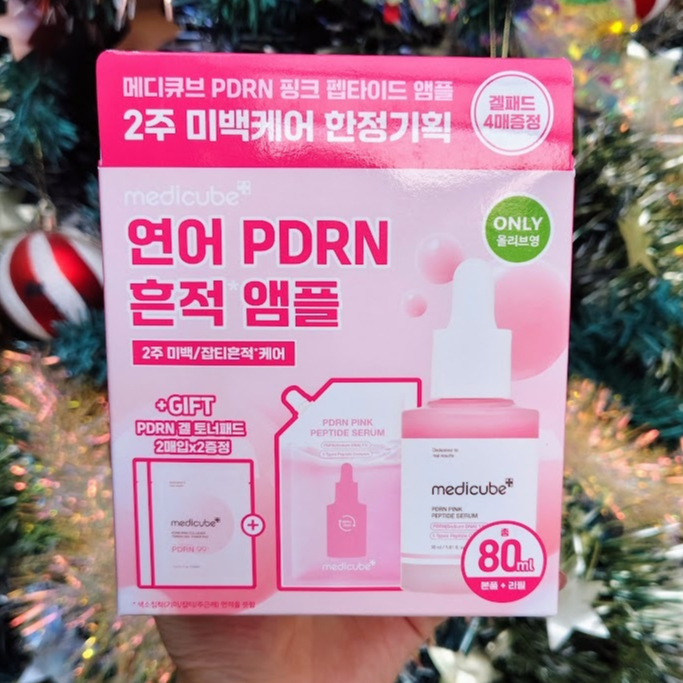 메디큐브 PDRN 핑크 펩타이드 앰플
2주 미백케어 한정기획
겔패드
4매증정
medicube
연어 PDRN
흔적* 앰플
ONLY
올리브영
2주 미백/잡티흔적*케어
+GIFT
PDRN 겔 토너패드
2매입x2증정
medicube
PDRN
+
PDRN PINK
PEPTIDE SERUM
medicube
medicube
PDRN PINK
PEPTIDE SERUM
총
80ml
본품 + 리필